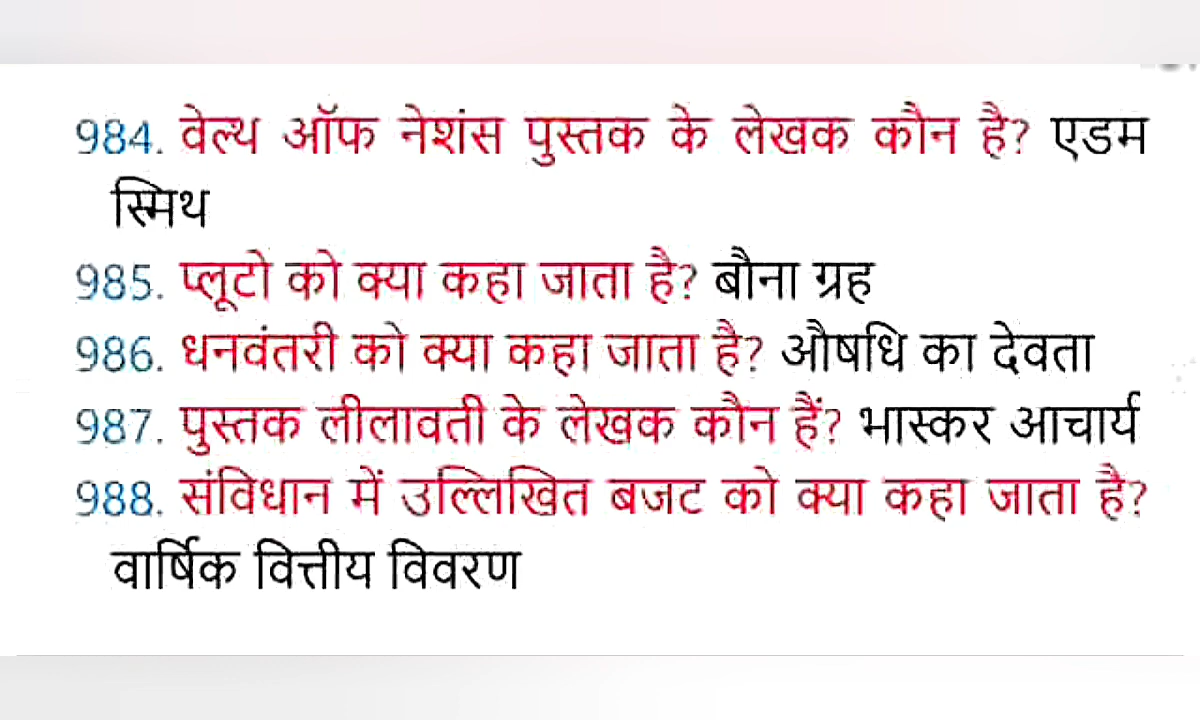 984. वेल्थ ऑफ नेशंस पुस्तक के लेखक कौन है? एडम
स्मिथ
985. प्लूटो को क्या कहा जाता है? बौना ग्रह
986. धनवंतरी को क्या कहा जाता है? औषधि का देवता
987. पुस्तक लीलावती के लेखक कौन हैं? भास्कर आचार्य
988. संविधान में उल्लिखित बजट को क्या कहा जाता है?
वार्षिक वित्तीय विवरण